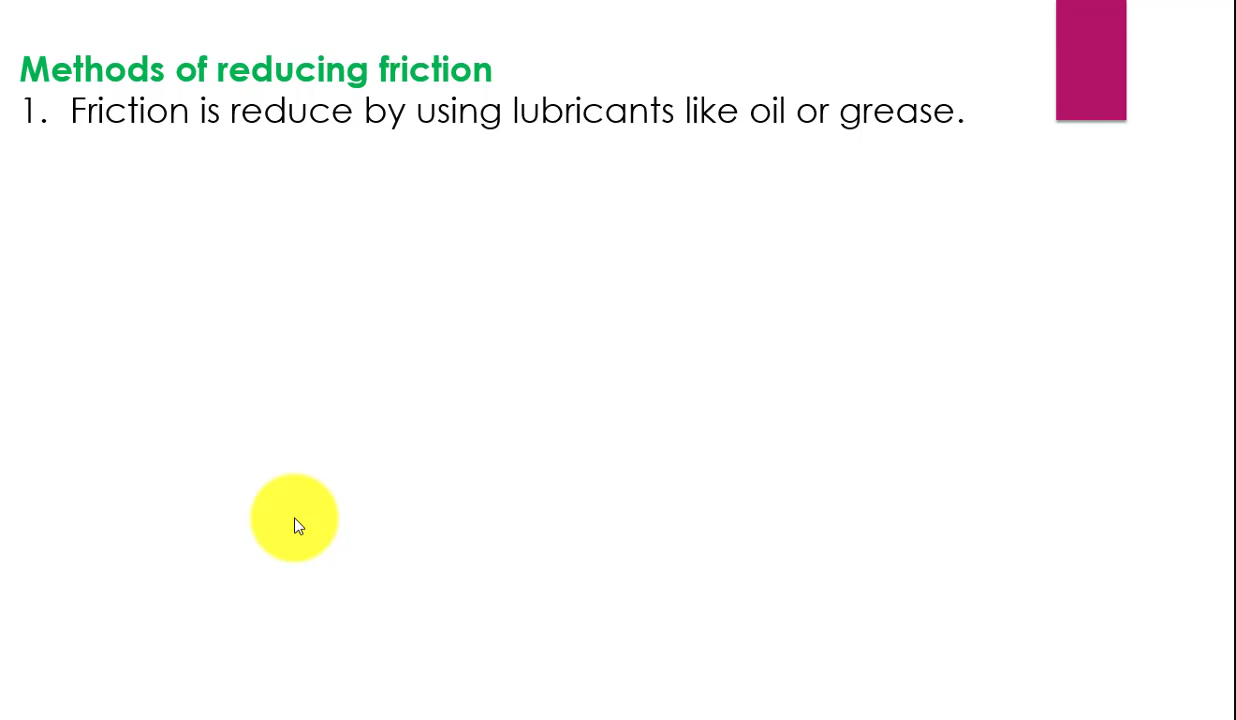 Methods of reducing friction
1. Friction is reduce by using lubricants like oil or grease.